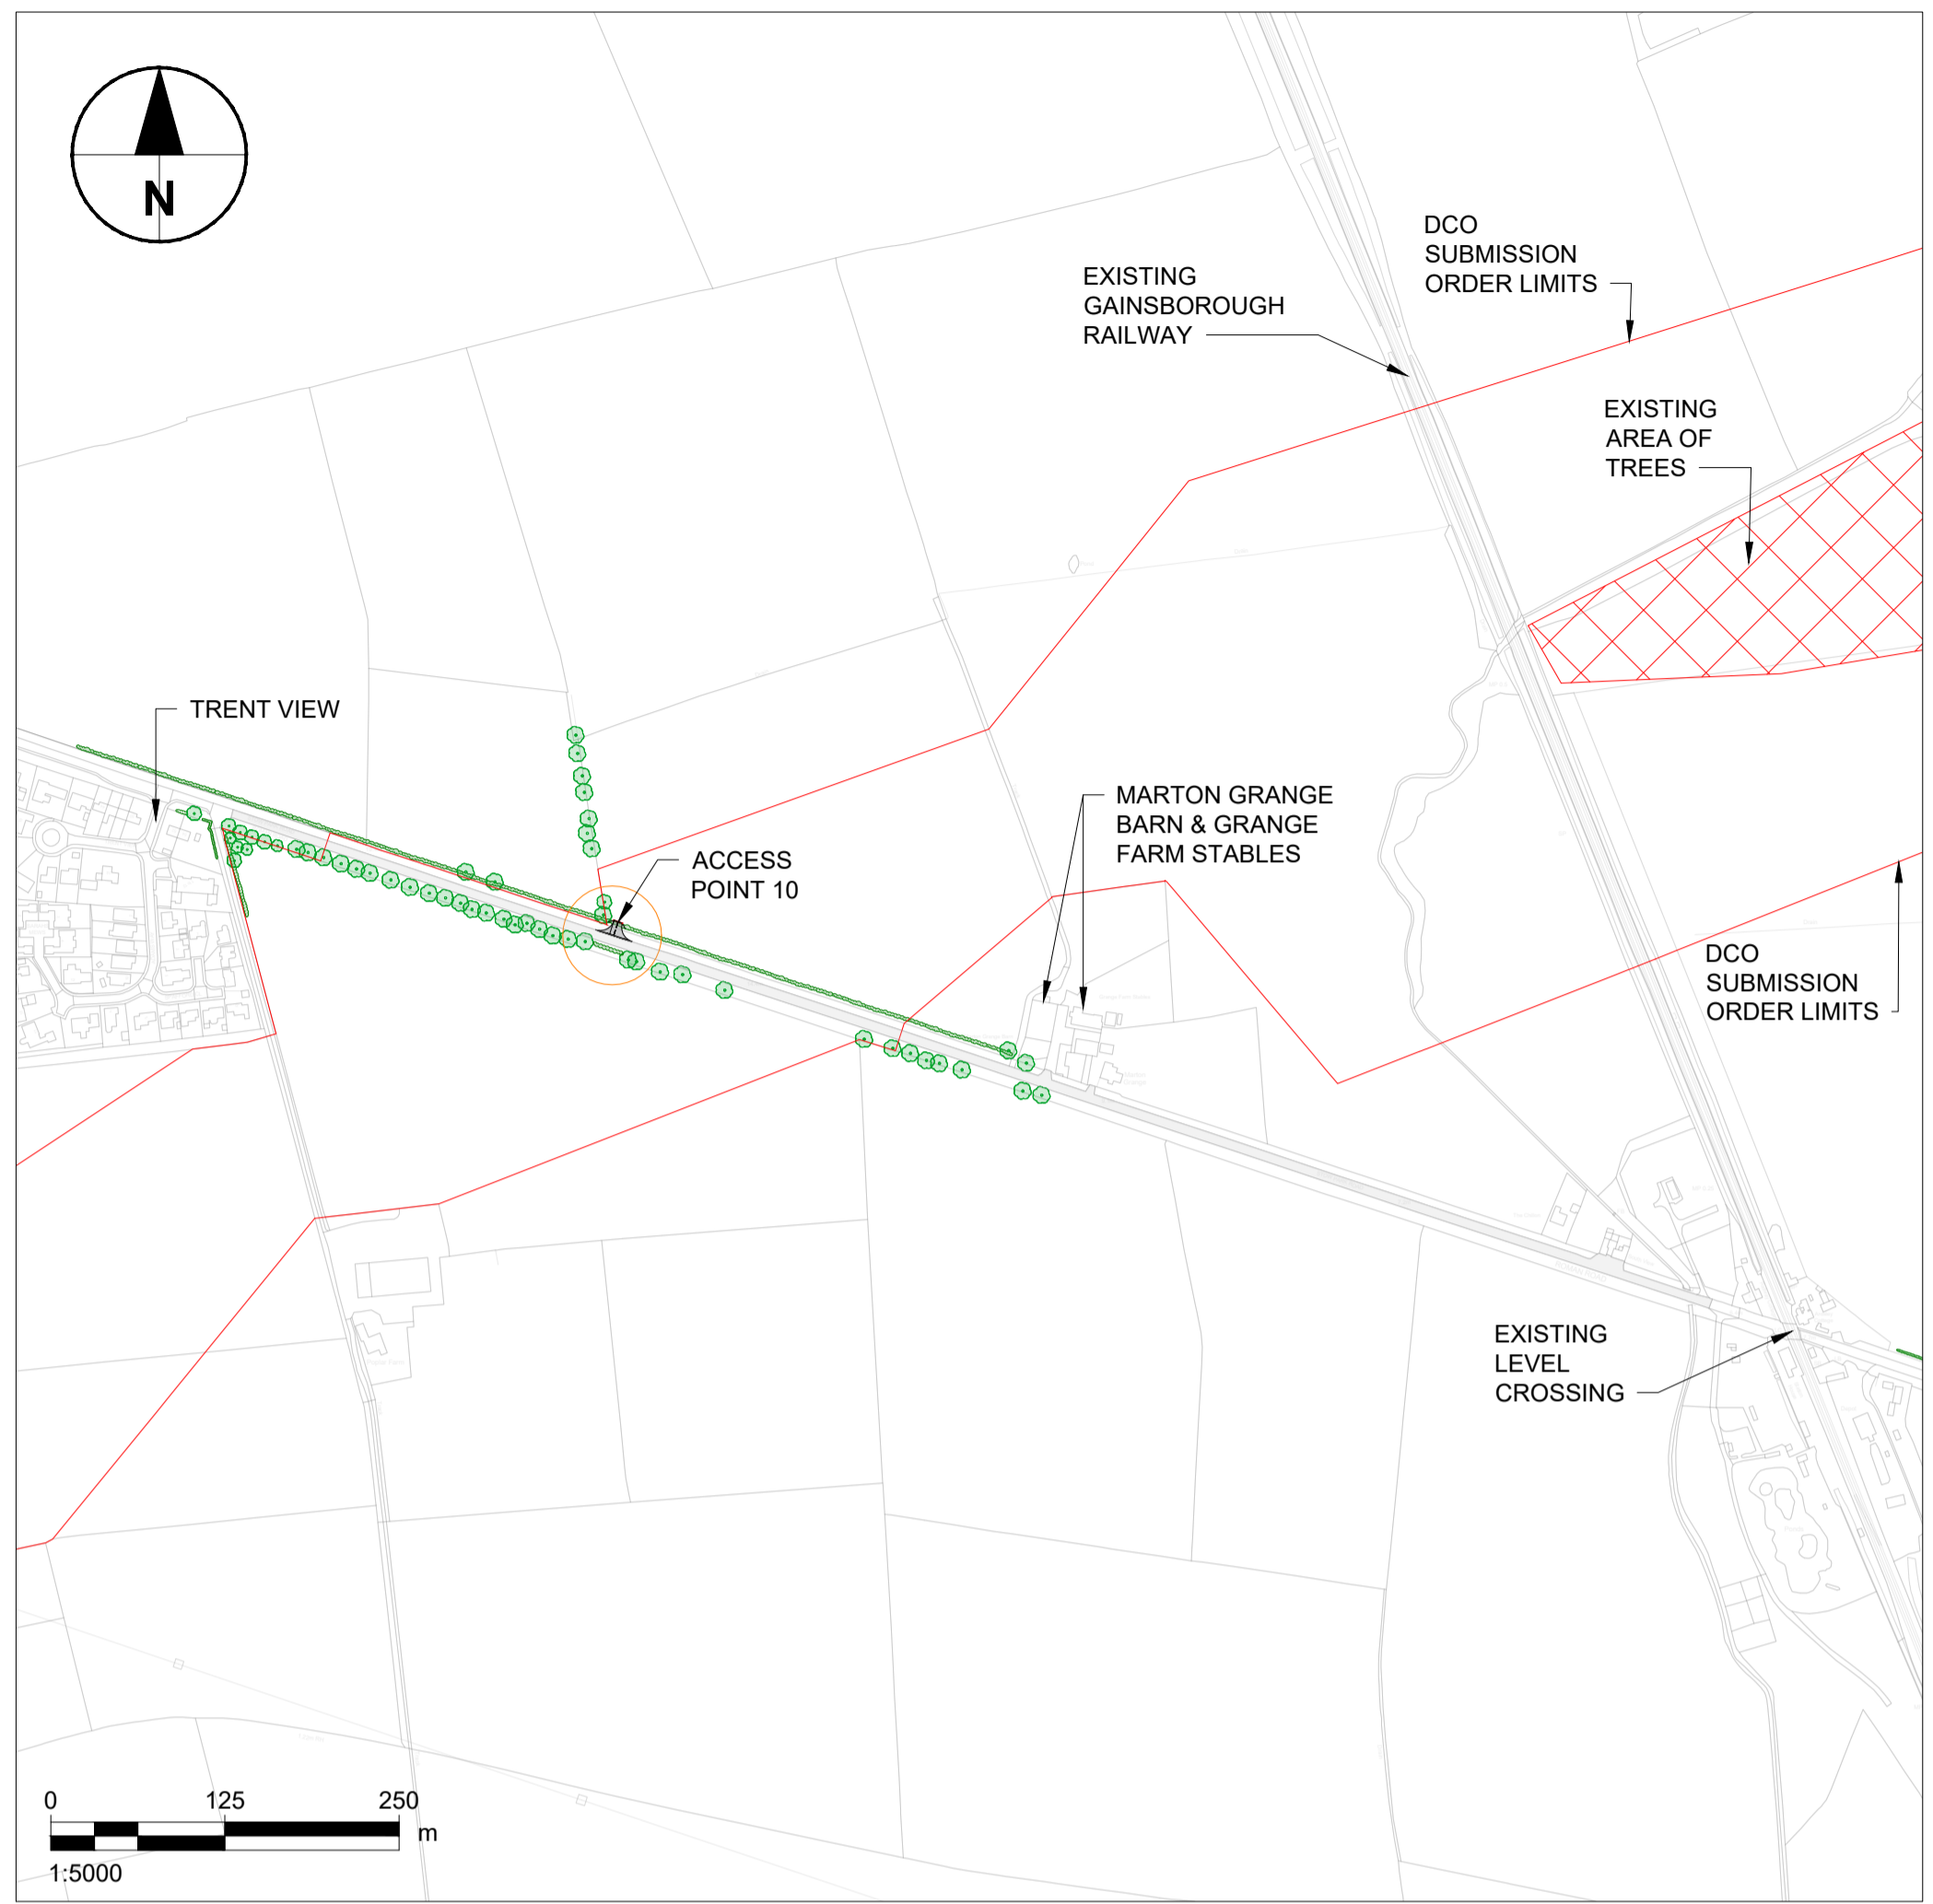 N
DCO
SUBMISSION
ORDER LIMITS
EXISTING
GAINSBOROUGH
RAILWAY
EXISTING
AREA OF
TREES
TRENT VIEW
MARTON GRANGE
BARN & GRANGE
FARM STABLES
ACCESS
POINT 10
DCO
SUBMISSION
ORDER LIMITS
EXISTING
LEVEL
CROSSING
0 125 250
m
1:5000